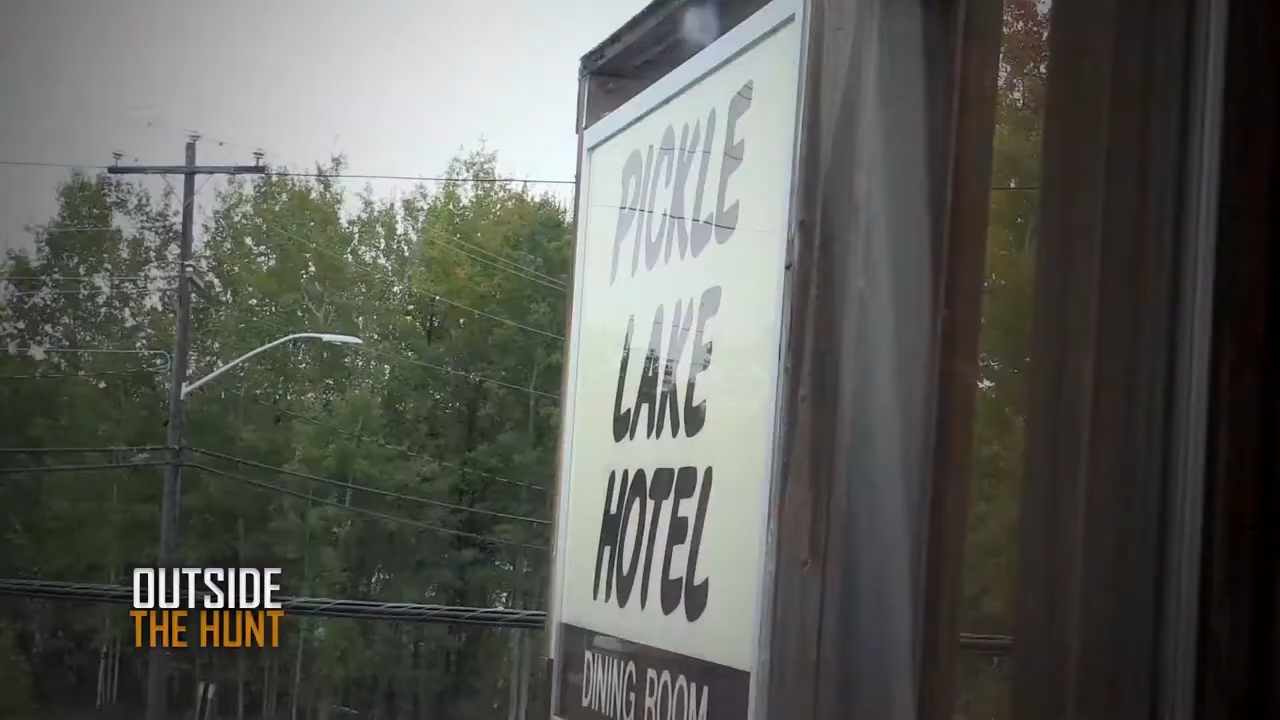 PICKLE
LAKE
HOTEL
DINING ROOM
OUTSIDE
THE HUNT